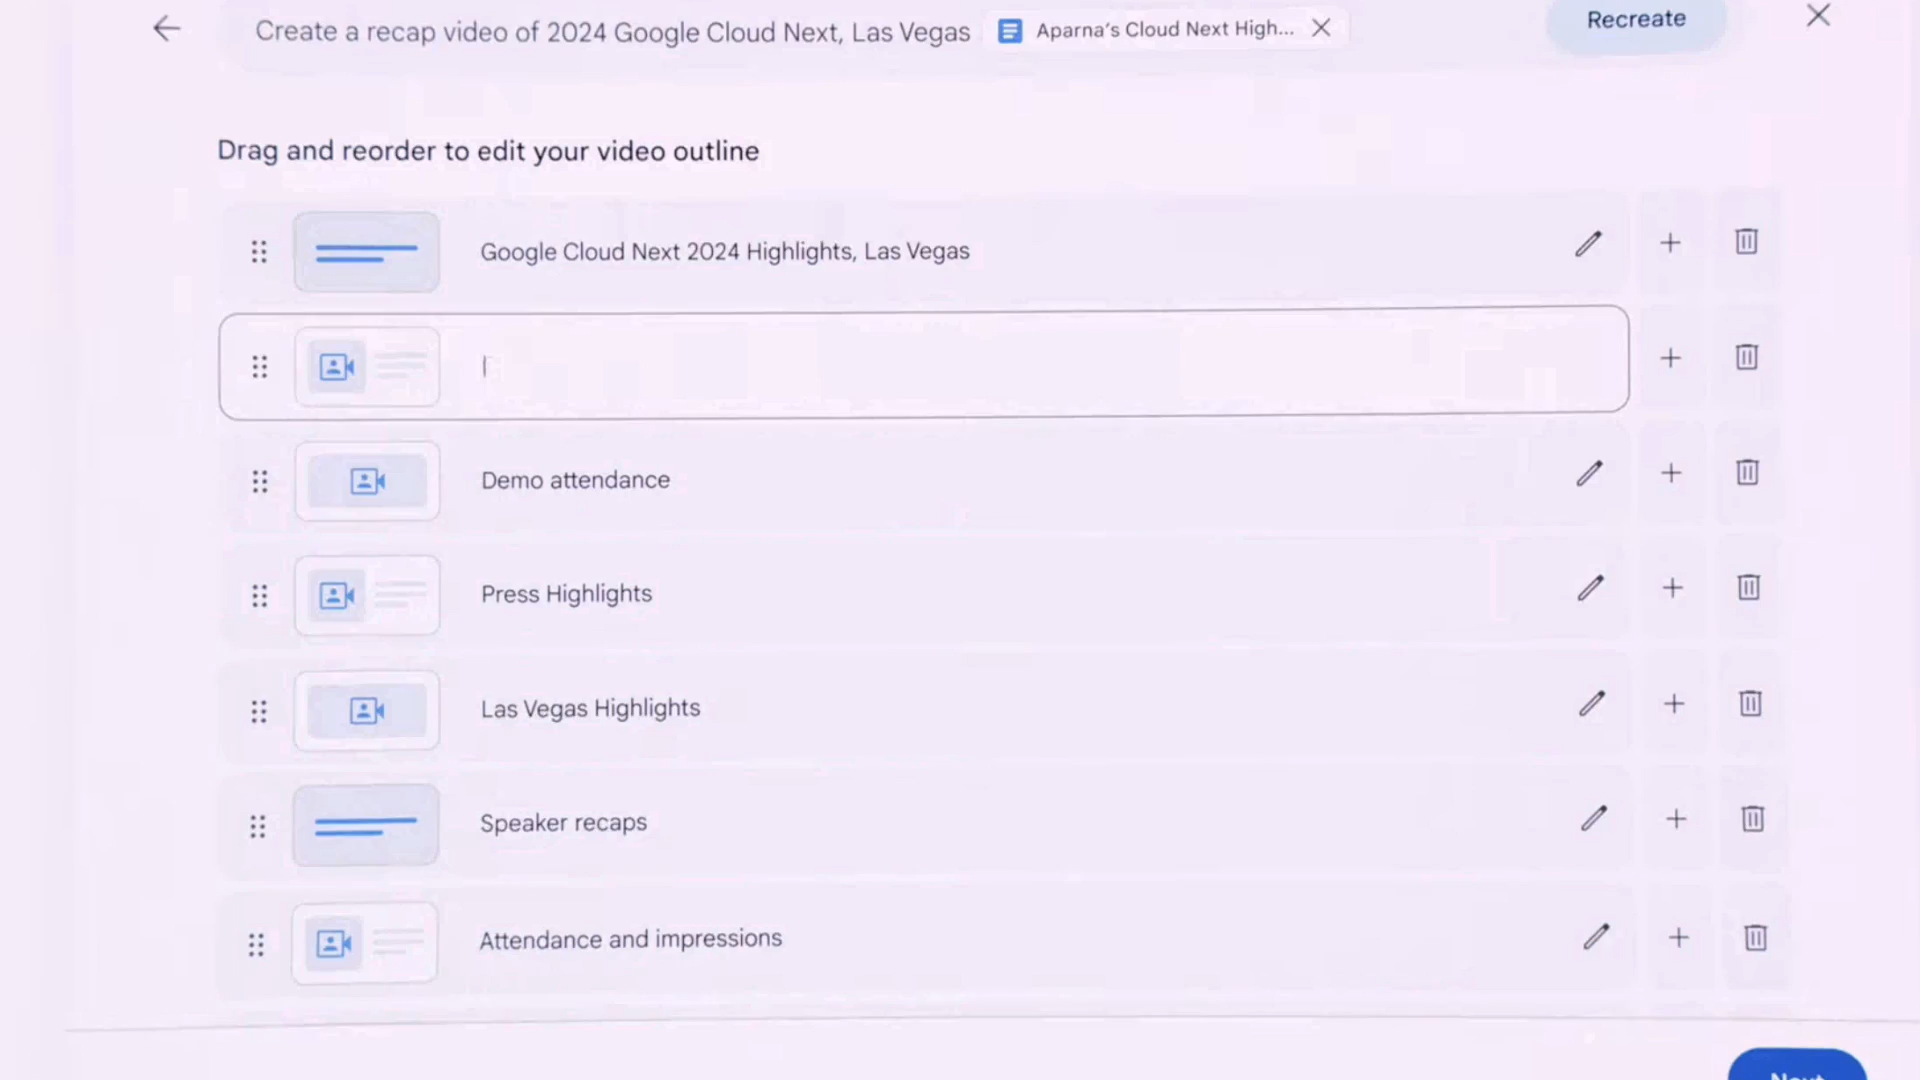 Create a recap video of 2024 Google Cloud Next, Las Vegas Aparna's Cloud Next High... Recreate
Drag and reorder to edit your video outline
Google Cloud Next 2024 Highlights, Las Vegas
Demo attendance
Press Highlights
Las Vegas Highlights
Speaker recaps
Attendance and impressions